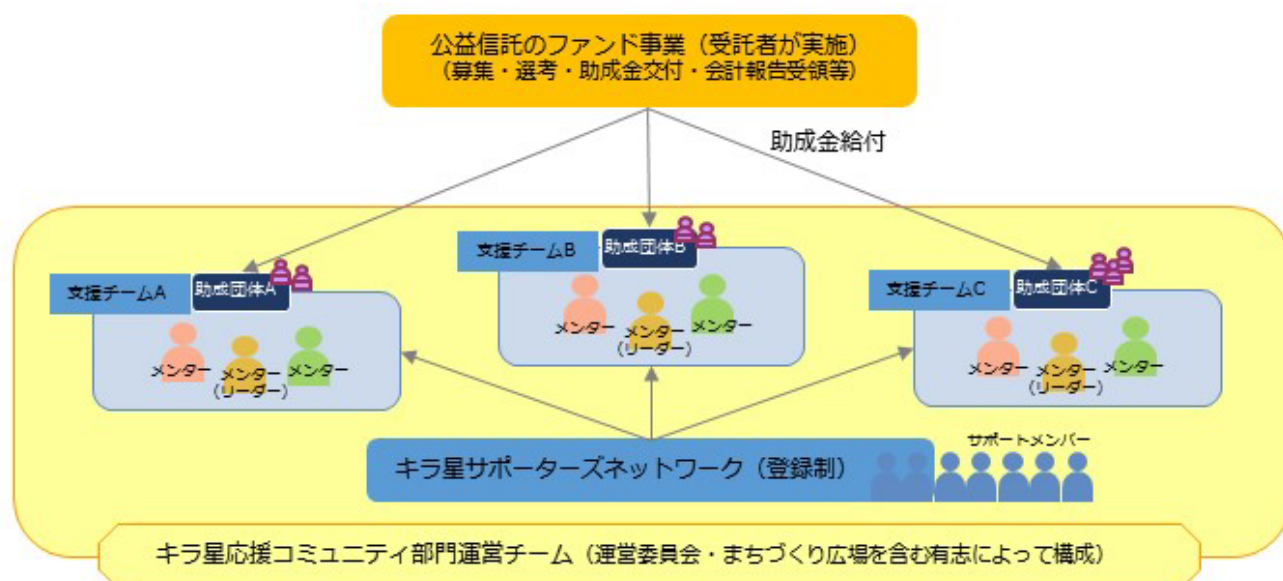 公益信託のファンド事業（受託者が実施）
（募集・選考・助成金交付・会計報告受領等）
助成金給付
支援チームA
助成団体A
メンター
メンター
（リーダー）
メンター
支援チームB
助成団体B
メンター
メンター
（リーダー）
メンター
支援チームC
助成団体C
メンター
メンター
（リーダー）
メンター
サポートメンバー
キラ星サポーターズネットワーク（登録制）
キラ星応援コミュニティ部門運営チーム（運営委員会・まちづくり広場を含む有志によって構成）